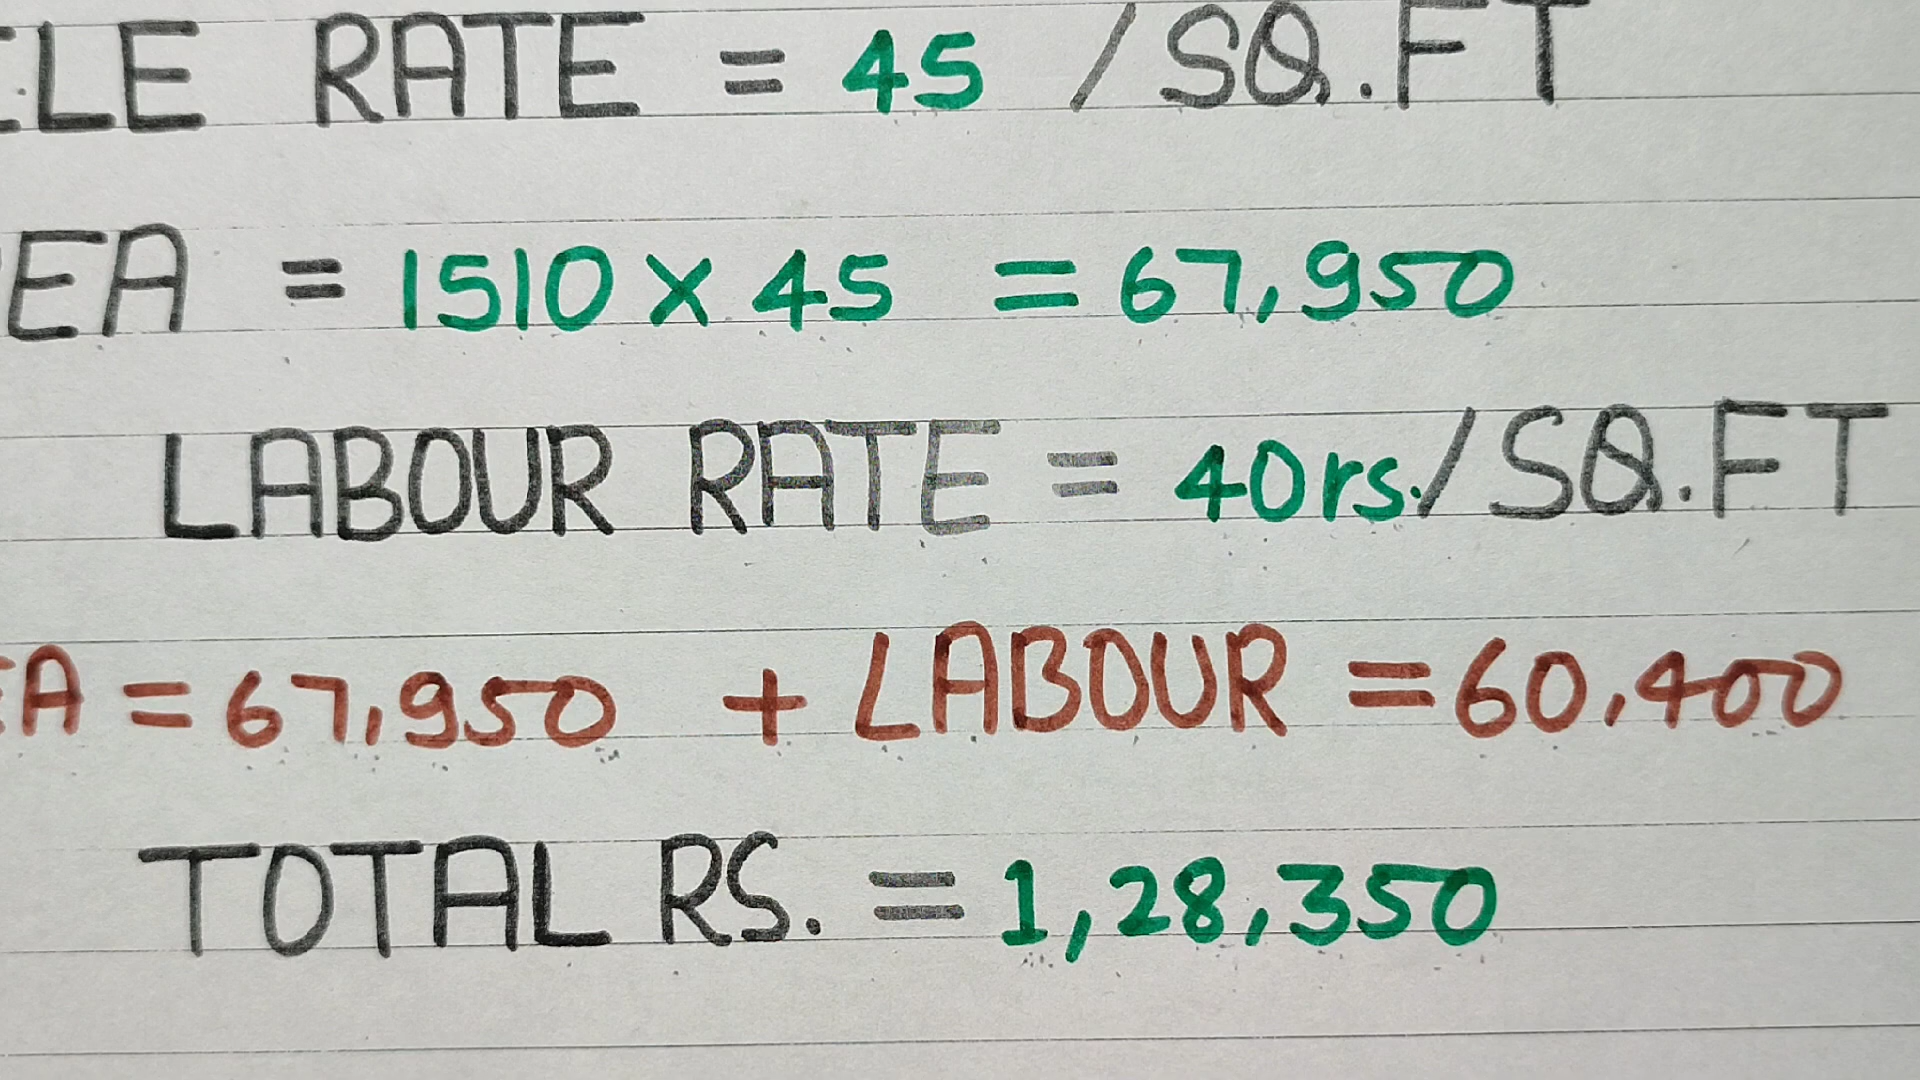 LE RATE = 45 /SQ.FT
EA = 1510 x 45 = 67,950
LABOUR RATE = 40rs./SQ.FT
A = 67,950 + LABOUR = 60,400
TOTAL RS. = 1,28,350